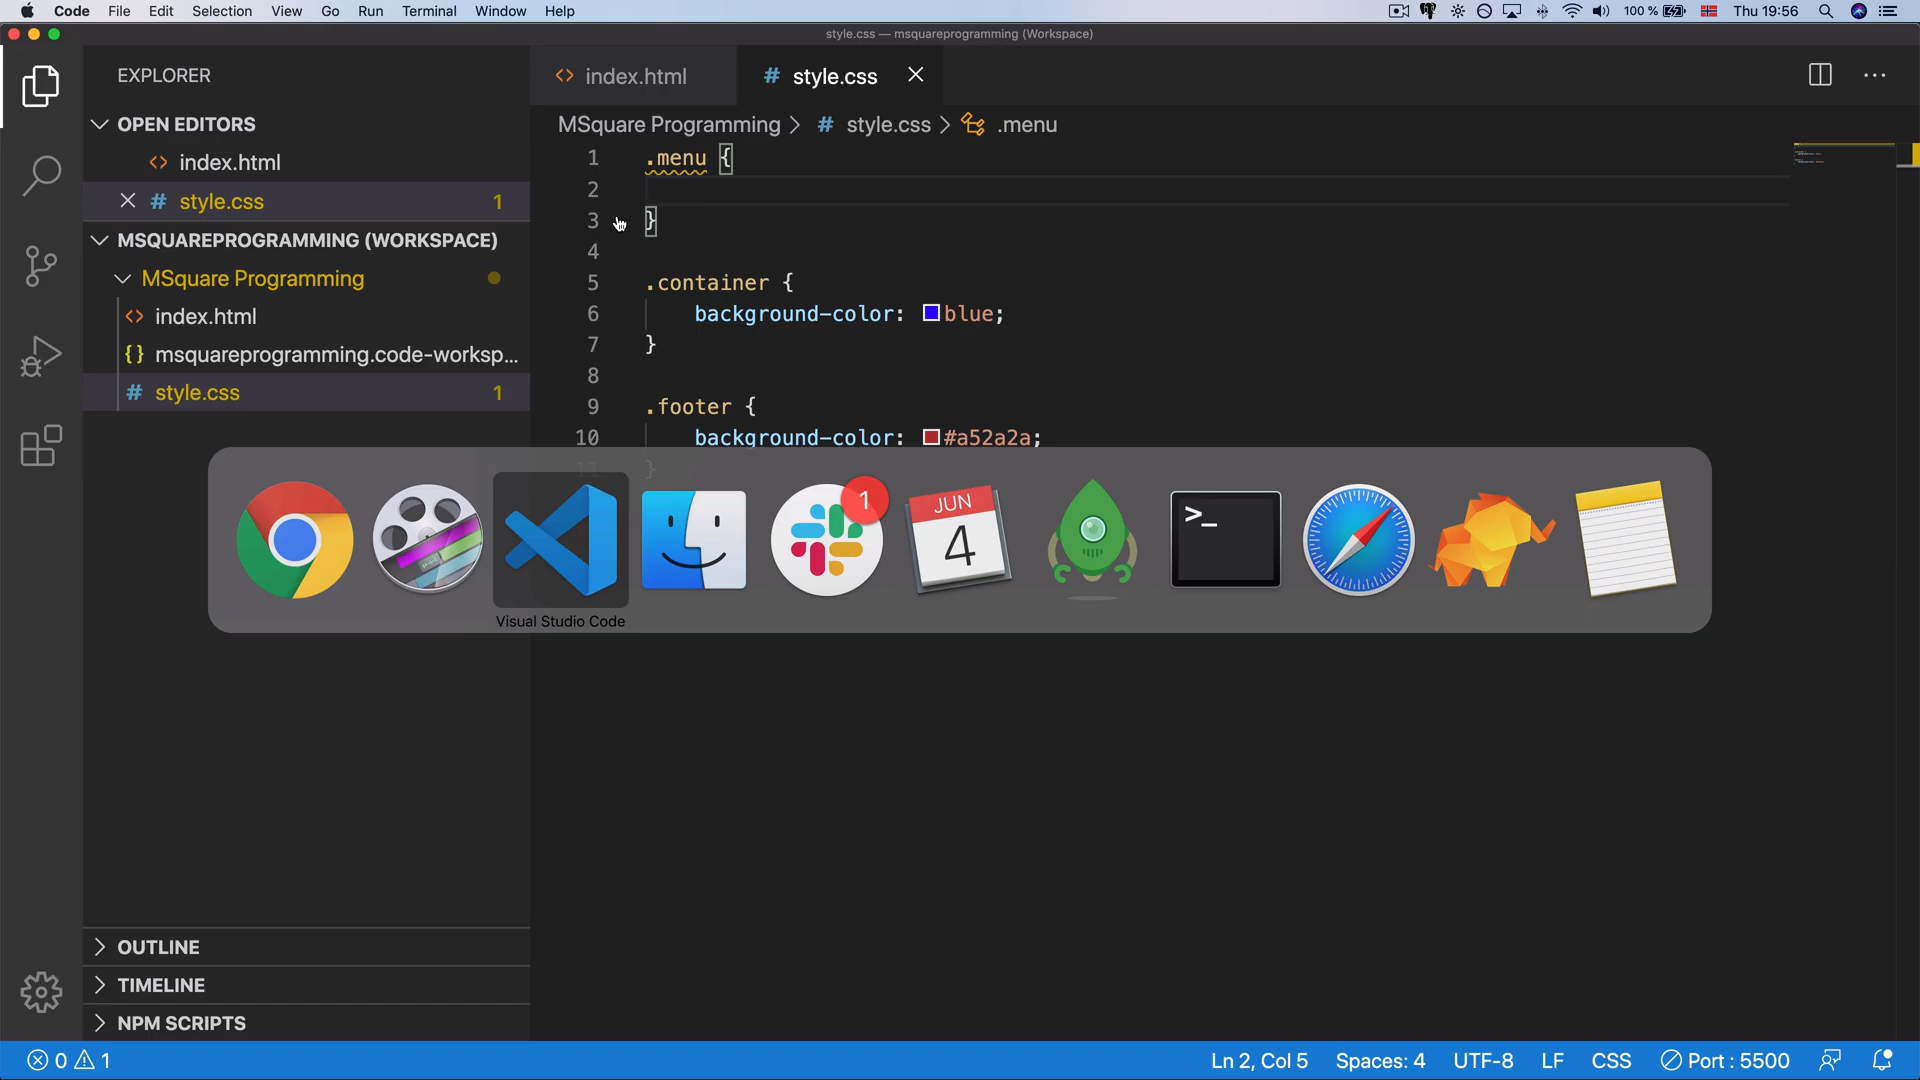 Code File Edit Selection View Go Run Terminal Window Help 100 % Thu 19:56
style.css — msquareprogramming (Workspace)
EXPLORER
index.html
# style.css
OPEN EDITORS
index.html
# style.css 1
MSQUAREPROGRAMMING (WORKSPACE)
MSquare Programming
index.html
{} msquareprogramming.code-worksp...
# style.css 1
MSquare Programming > # style.css > .menu
1 .menu {
2
3 }
4
5 .container {
6 background-color: blue;
7 }
8
9 .footer {
10 background-color: #a52a2a;
11 }
1
JUN
4
>_
Visual Studio Code
OUTLINE
TIMELINE
NPM SCRIPTS
0 1
Ln 2, Col 5 Spaces: 4 UTF-8 LF CSS Port : 5500